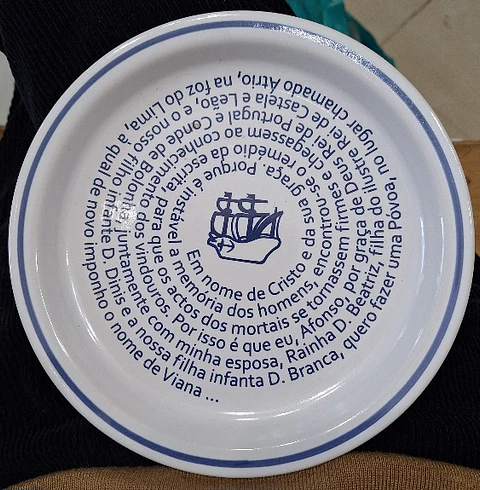 Em nome de Cristo e da sua graça. Porque é instável a memória dos homens, encontrou-se o remédio da escrita, para que os actos dos mortais se tornassem firmes e chegassem ao conhecimento dos vindouros. Por isso é que eu, Afonso, por graça de Deus Rei de Portugal e Conde de Bolonha, juntamente com minha esposa, Rainha D. Beatriz, filha do ilustre Rei de Castela e Leão, e o nosso filho infante D. Dinis e a nossa filha infanta D. Branca, quero fazer uma Póvoa, no lugar chamado Átrio, na foz do Lima, a qual de novo imponho o nome de Viana ...